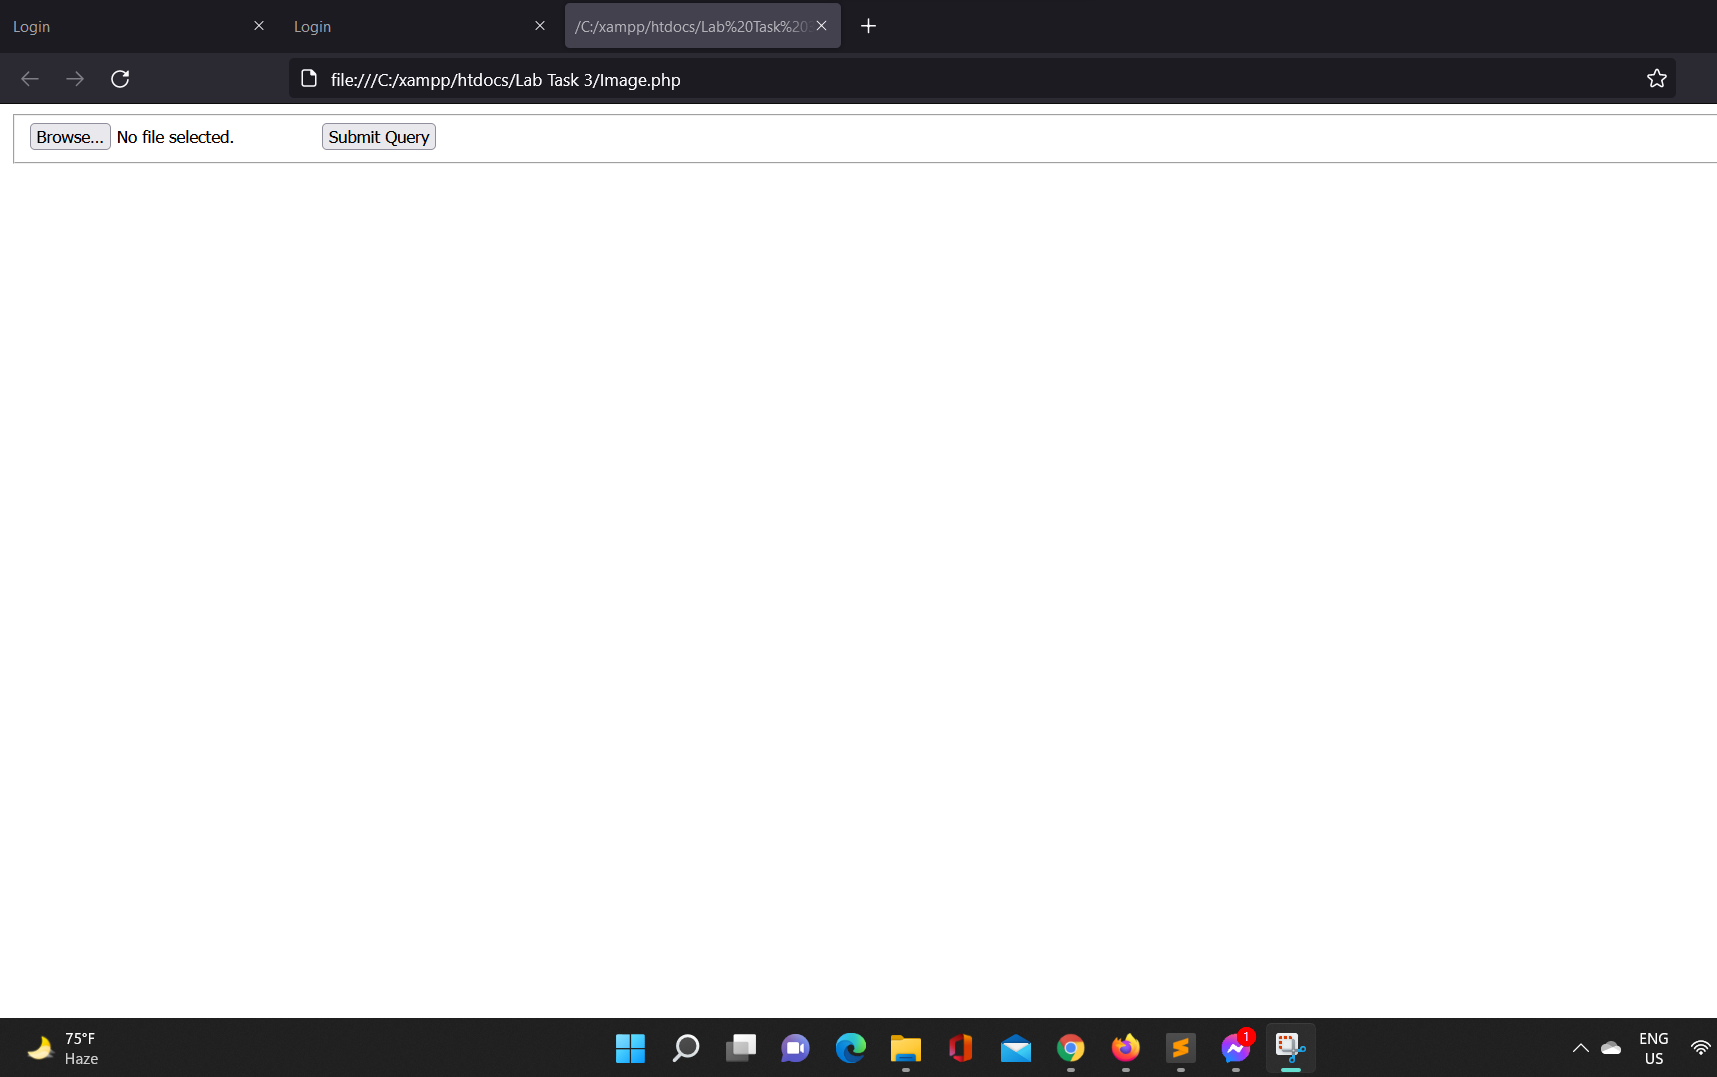 Login
Login
/C:/xampp/htdocs/Lab%20Task%20
file:///C:/xampp/htdocs/Lab Task 3/Image.php
Browse... No file selected. Submit Query
75°F
Haze
1
ENG
US